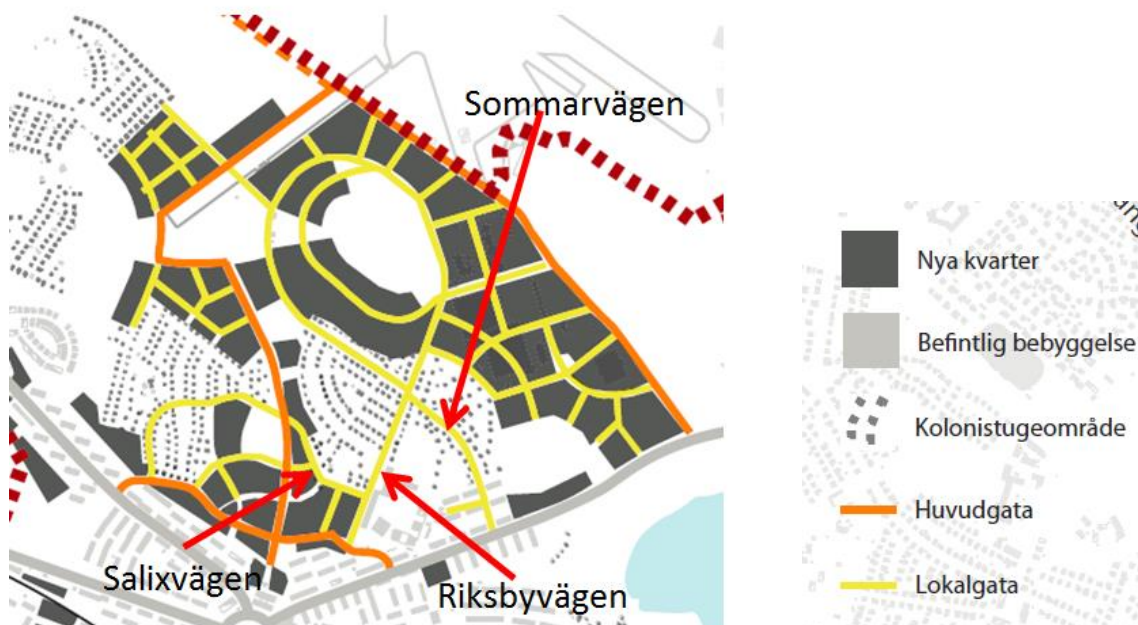 Sommarvägen
Salixvägen
Riksbyvägen
Nya kvarter
Befintlig bebyggelse
Kolonistugeområde
Huvudgata
Lokalgata